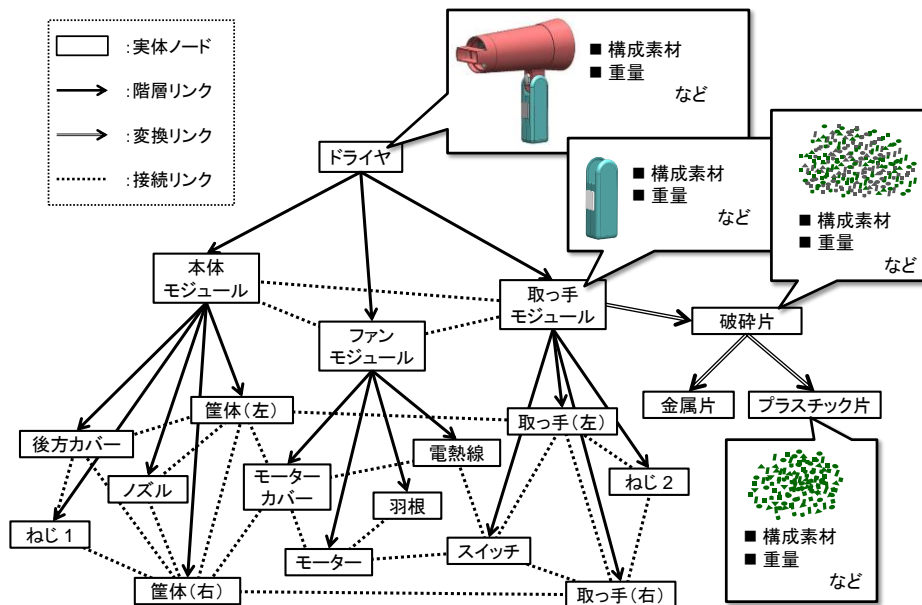 ：実体ノード
：階層リンク
：変換リンク
：接続リンク
■ 構成素材
■ 重量
など
ドライヤ
■ 構成素材
■ 重量
など
■ 構成素材
■ 重量
など
本体
モジュール
取っ手
モジュール
破砕片
ファン
モジュール
金属片
プラスチック片
筐体（左）
取っ手（左）
後方カバー
電熱線
モーター
カバー
ノズル
羽根
ねじ２
ねじ１
モーター
スイッチ
筐体（右）
取っ手（右）
■ 構成素材
■ 重量
など